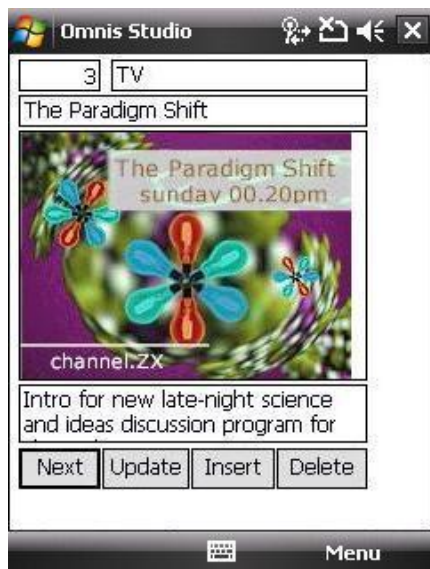 Omnis Studio
3 TV
The Paradigm Shift
The Paradigm Shift
sunday 00.20pm
channel.ZX
Intro for new late-night science
and ideas discussion program for
Next Update Insert Delete
Menu